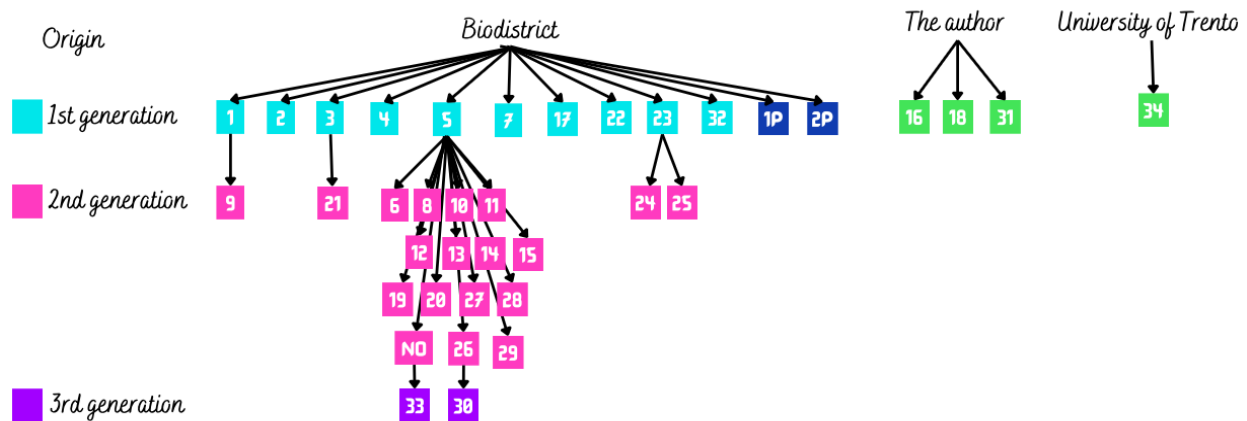 Origin
Biodistrict
The author
University of Trento
1st generation
1 2 3 4 5 7 17 22 23 32 1P 2P 16 18 31 34
2nd generation
9 21 6 8 10 11 24 25
12 13 14 15
19 20 27 28
NO 26 29
3rd generation
33 30